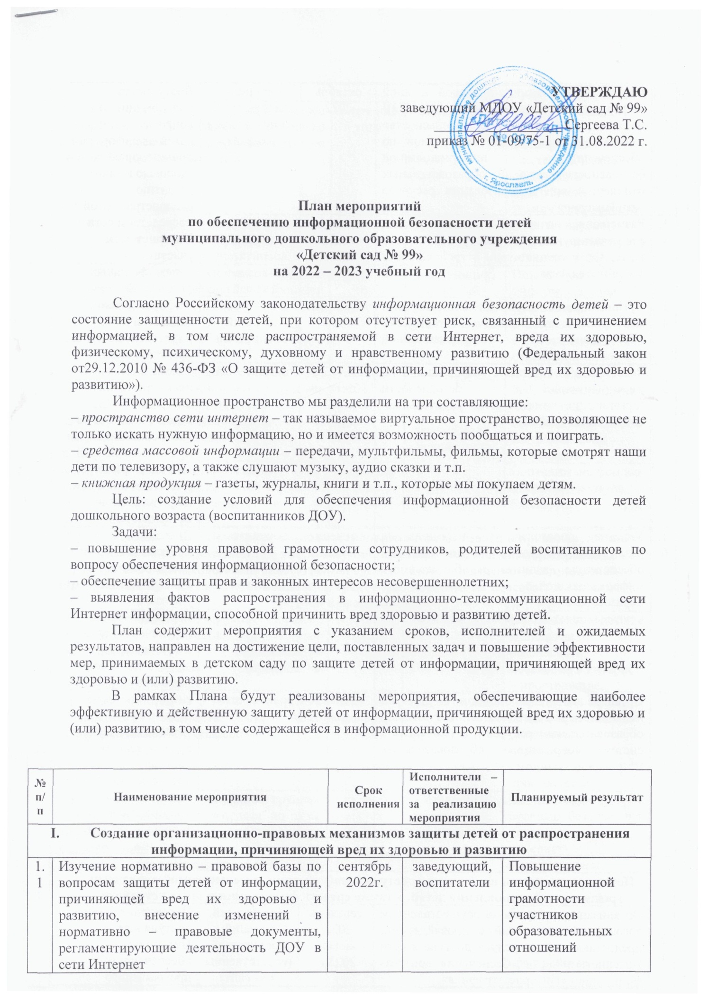 УТВЕРЖДАЮ
заведующий МДОУ «Детский сад № 99»
Сергеева Т.С.
приказ № 01-09/75-1 от 31.08.2022 г.
муниципальное дошкольное образовательное учреждение
«Детский сад
№ 99»
г. Ярославль
План мероприятий
по обеспечению информационной безопасности детей
муниципального дошкольного образовательного учреждения
«Детский сад № 99»
на 2022 – 2023 учебный год
Согласно Российскому законодательству информационная безопасность детей – это
состояние защищенности детей, при котором отсутствует риск, связанный с причинением
информацией, в том числе распространяемой в сети Интернет, вреда их здоровью,
физическому, психическому, духовному и нравственному развитию (Федеральный закон
от29.12.2010 № 436-ФЗ «О защите детей от информации, причиняющей вред их здоровью и
развитию»).
Информационное пространство мы разделили на три составляющие:
– пространство сети интернет – так называемое виртуальное пространство, позволяющее не
только искать нужную информацию, но и имеется возможность пообщаться и поиграть.
– средства массовой информации – передачи, мультфильмы, фильмы, которые смотрят наши
дети по телевизору, а также слушают музыку, аудио сказки и т.п.
– книжная продукция – газеты, журналы, книги и т.п., которые мы покупаем детям.
Цель: создание условий для обеспечения информационной безопасности детей
дошкольного возраста (воспитанников ДОУ).
Задачи:
– повышение уровня правовой грамотности сотрудников, родителей воспитанников по
вопросу обеспечения информационной безопасности;
– обеспечение защиты прав и законных интересов несовершеннолетних;
– выявления фактов распространения в информационно-телекоммуникационной сети
Интернет информации, способной причинить вред здоровью и развитию детей.
План содержит мероприятия с указанием сроков, исполнителей и ожидаемых
результатов, направлен на достижение цели, поставленных задач и повышение эффективности
мер, принимаемых в детском саду по защите детей от информации, причиняющей вред их
здоровью и (или) развитию.
В рамках Плана будут реализованы мероприятия, обеспечивающие наиболее
эффективную и действенную защиту детей от информации, причиняющей вред их здоровью и
(или) развитию, в том числе содержащейся в информационной продукции.
№
п/
п
Наименование мероприятия
Срок
исполнения
Исполнители –
ответственные
за реализацию
мероприятия
Планируемый результат
I. Создание организационно-правовых механизмов защиты детей от распространения
информации, причиняющей вред их здоровью и развитию
1.
1
Изучение нормативно – правовой базы по
вопросам защиты детей от информации,
причиняющей вред их здоровью и
развитию, внесение изменений в
нормативно – правовые документы,
регламентирующие деятельность ДОУ в
сети Интернет
сентябрь
2022г.
заведующий,
воспитатели
Повышение
информационной
грамотности
участников
образовательных
отношений